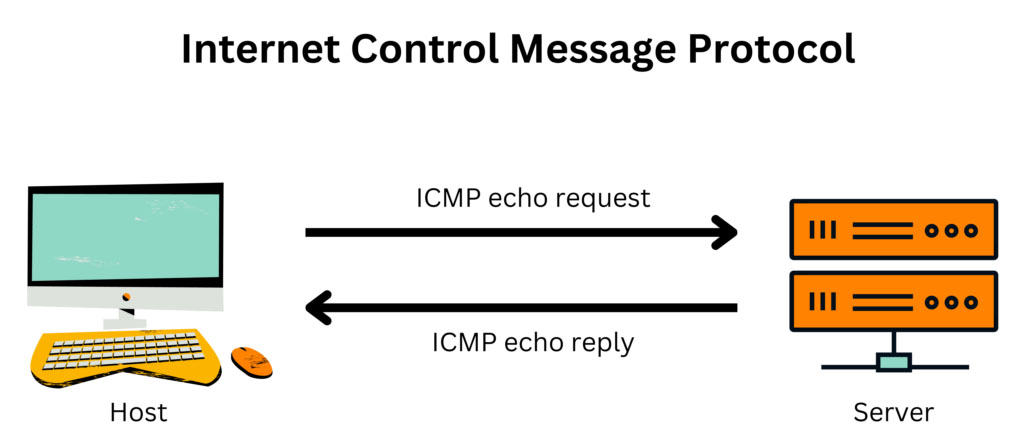 Internet Control Message Protocol
ICMP echo request
ICMP echo reply
Host
Server